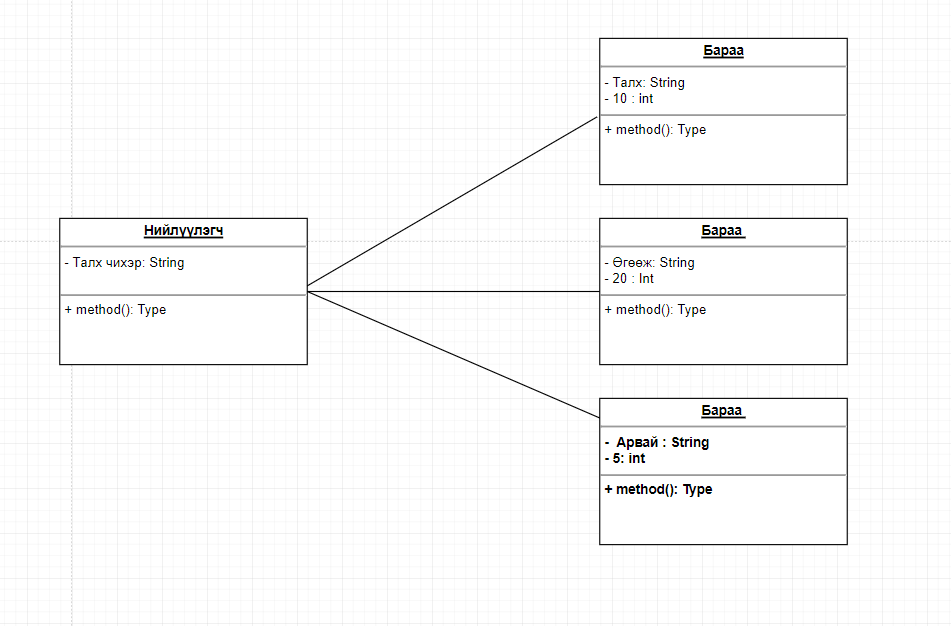 Бараа
- Талх: String
- 10 : int
+ method(): Type
Нийлүүлэгч
- Талх чихэр: String
+ method(): Type
Бараа
- Өгөөж: String
- 20 : Int
+ method(): Type
Бараа
- Арвай : String
- 5: int
+ method(): Type